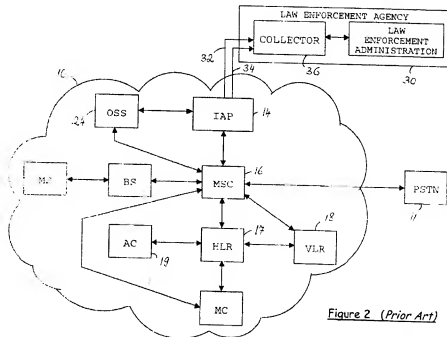 LAW ENFORCEMENT AGENCY
COLLECTOR
LAW
ENFORCEMENT
ADMINISTRATION
32
34
36
30
10
OSS
24
IAP
14
MS
BS
MSC
16
PSTN
11
AC
19
HLR
17
VLR
18
MC
Figure 2 (Prior Art)